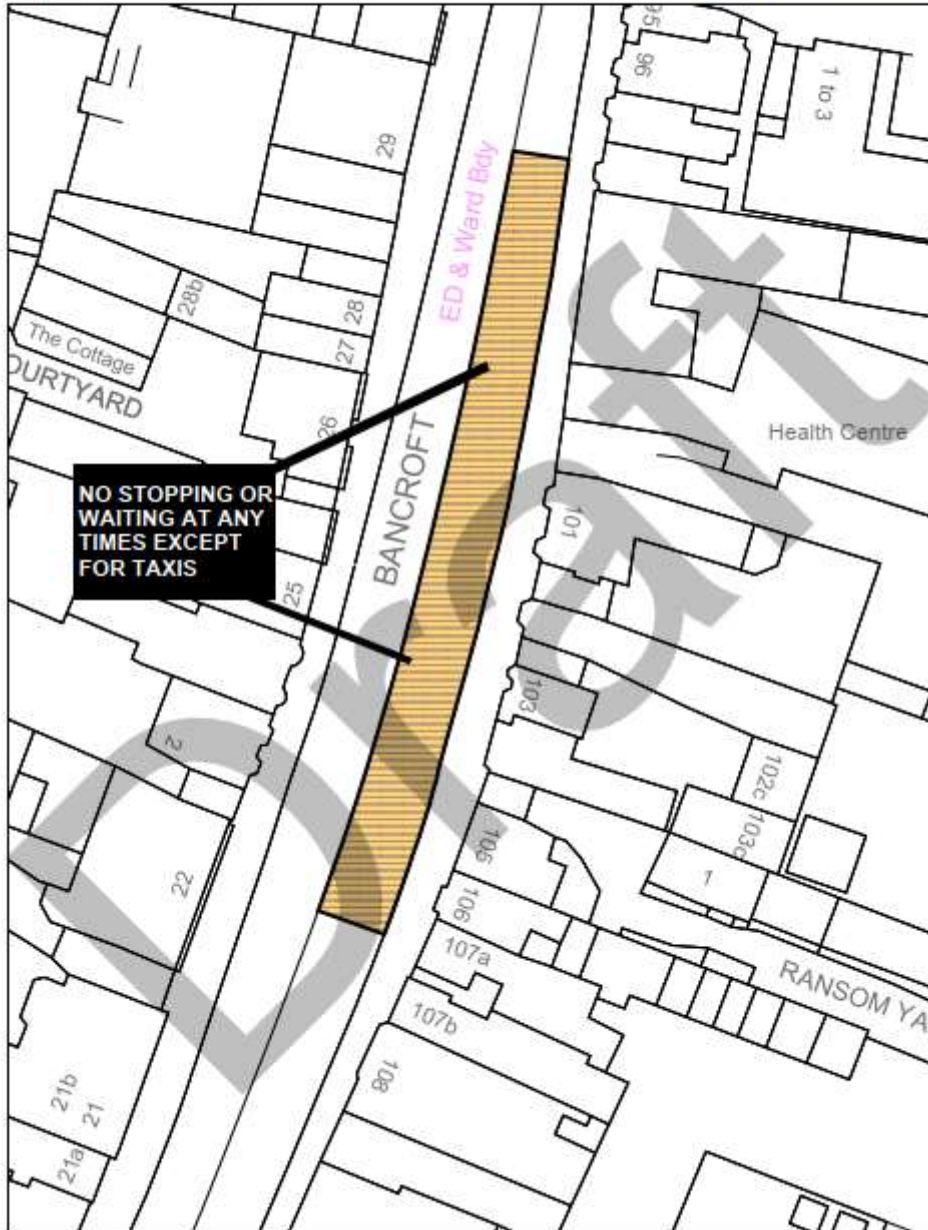 95
96
1 to 3
29
ED & Ward Bdy
28b
28
The Cottage
27
OURTYARD
26
BANCROFT
Health Centre
NO STOPPING OR
WAITING AT ANY
TIMES EXCEPT
FOR TAXIS
101
25
103
2
102c
103c
105
1
22
106
107a
RANSOM YA
107b
108
21b
21
21a
Draft